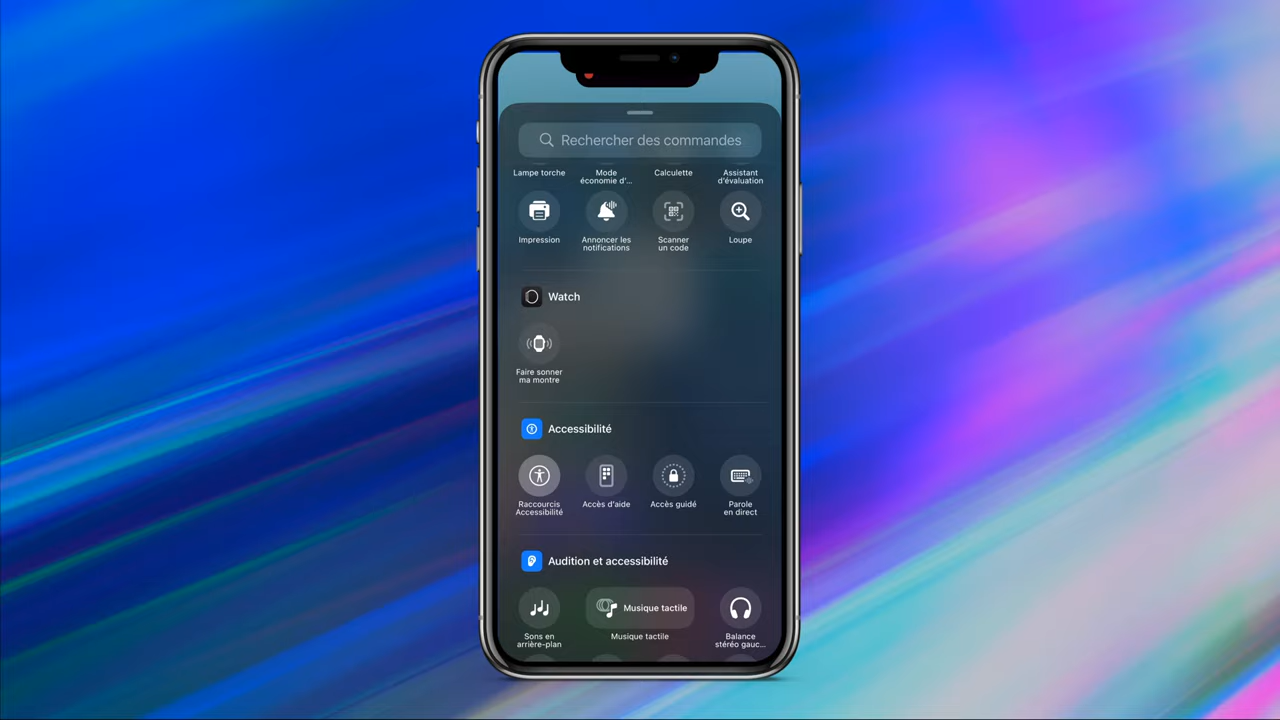 Rechercher des commandes
Lampe torche
Mode
économie d'...
Calculette
Assistant
d'évaluation
Impression
Annoncer les
notifications
Scanner
un code
Loupe
Watch
Faire sonner
ma montre
Accessibilité
Raccourcis
Accessibilité
Accès d'aide
Accès guidé
Parole
en direct
Audition et accessibilité
Sons en
arrière-plan
Musique tactile
Musique tactile
Balance
stéréo gauc...